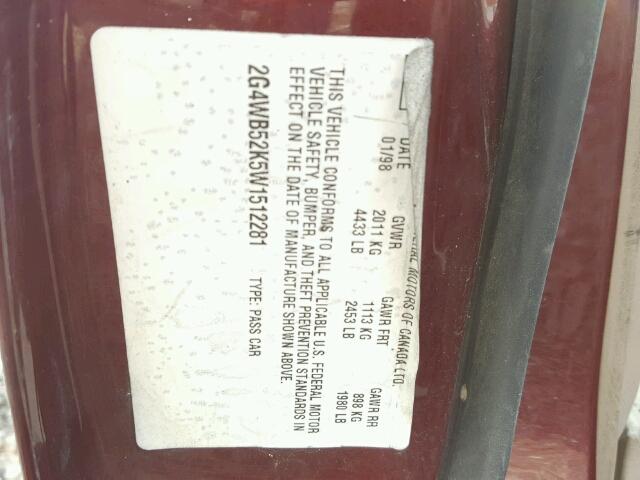 ERAL MOTORS OF CANADA LTD.
DATE GVWR GAWR FRT GAWR RR
01/98 2011 KG 1113 KG 898 KG
4433 LB 2453 LB 1980 LB
THIS VEHICLE CONFORMS TO ALL APPLICABLE U.S. FEDERAL MOTOR
VEHICLE SAFETY, BUMPER, AND THEFT PREVENTION STANDARDS IN
EFFECT ON THE DATE OF MANUFACTURE SHOWN ABOVE.
2G4WB52K5W1512281 TYPE: PASS CAR